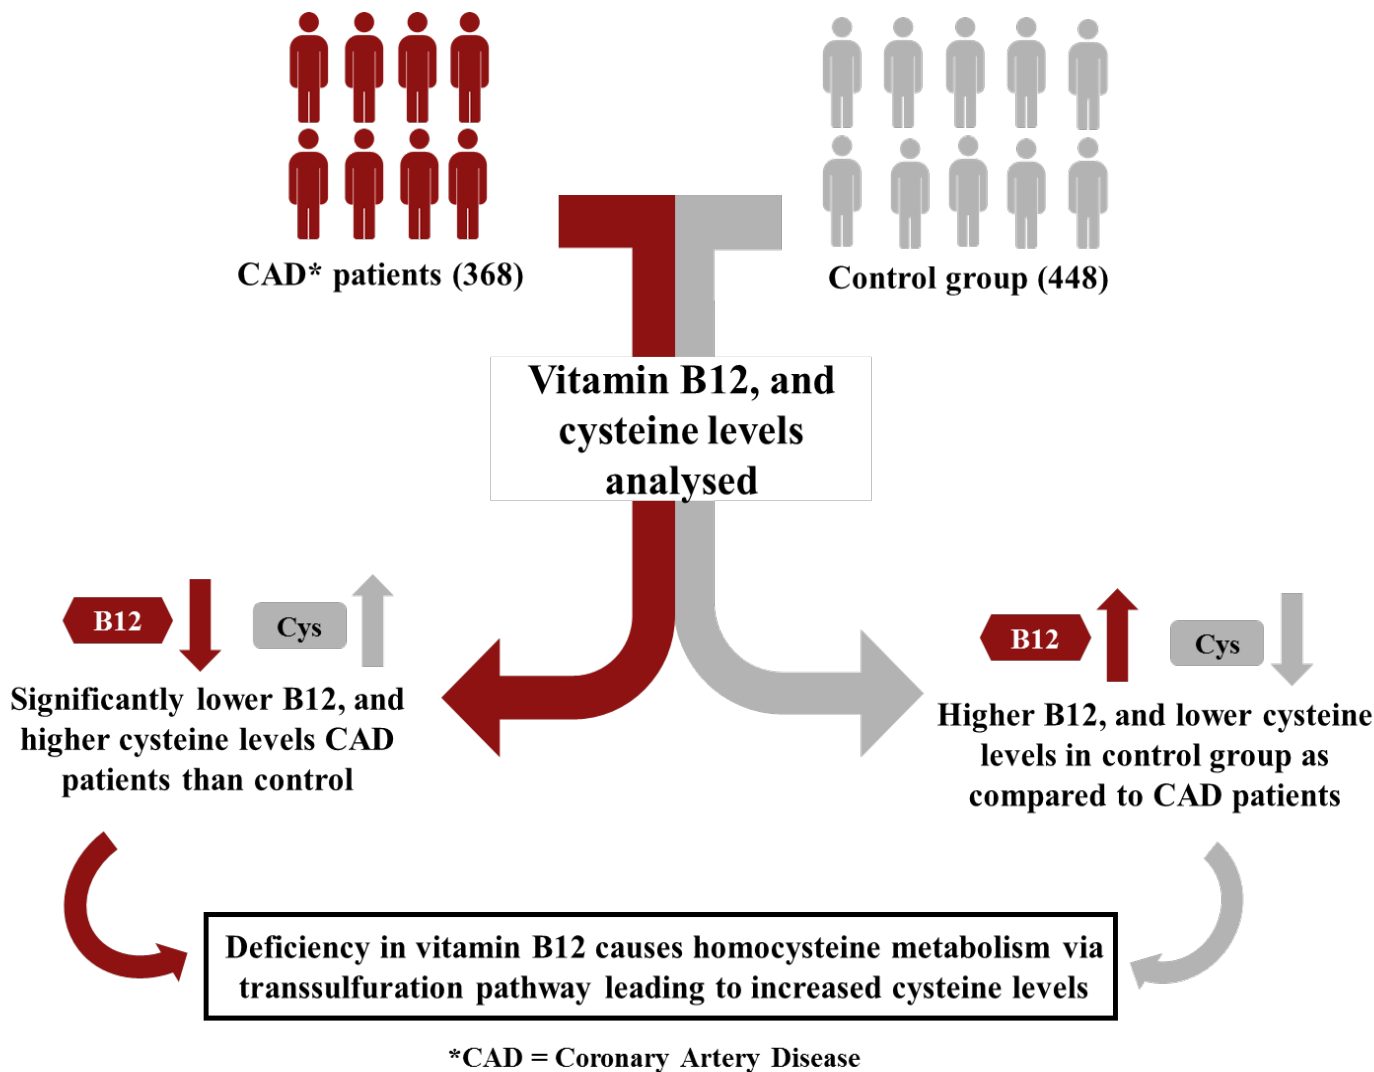 CAD* patients (368)
Control group (448)
Vitamin B12, and
cysteine levels
analysed
B12
Cys
Significantly lower B12, and
higher cysteine levels CAD
patients than control
B12
Cys
Higher B12, and lower cysteine
levels in control group as
compared to CAD patients
Deficiency in vitamin B12 causes homocysteine metabolism via
transsulfuration pathway leading to increased cysteine levels
*CAD = Coronary Artery Disease